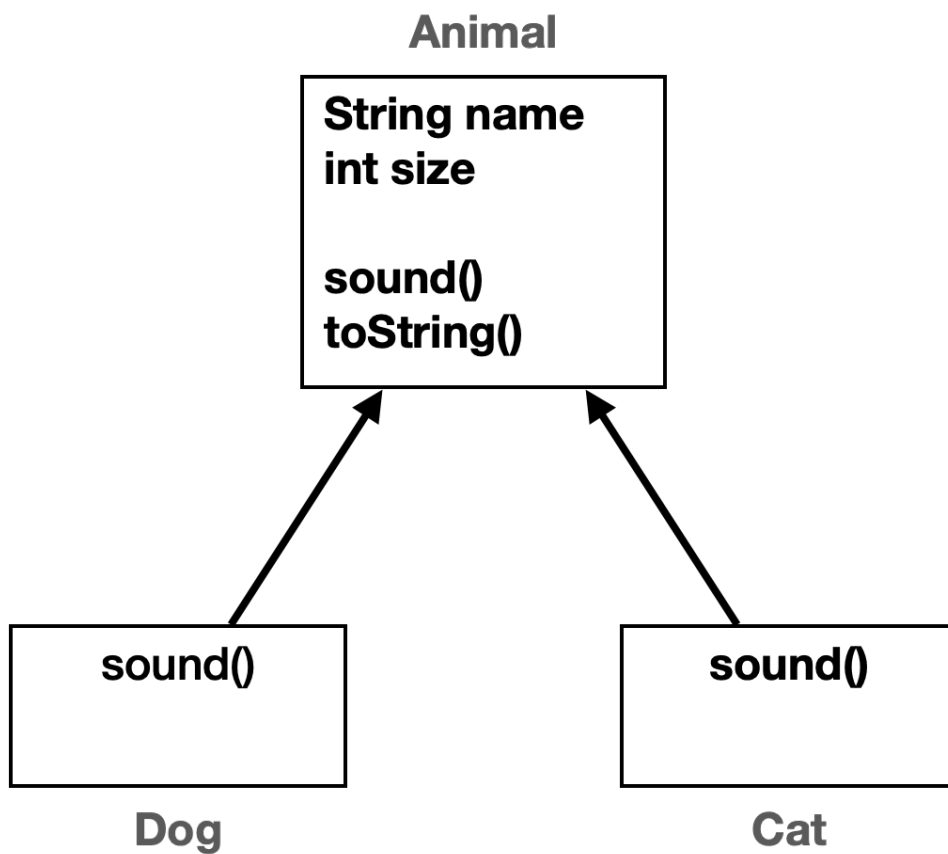 Animal
String name
int size
sound()
toString()
sound()
sound()
Dog
Cat